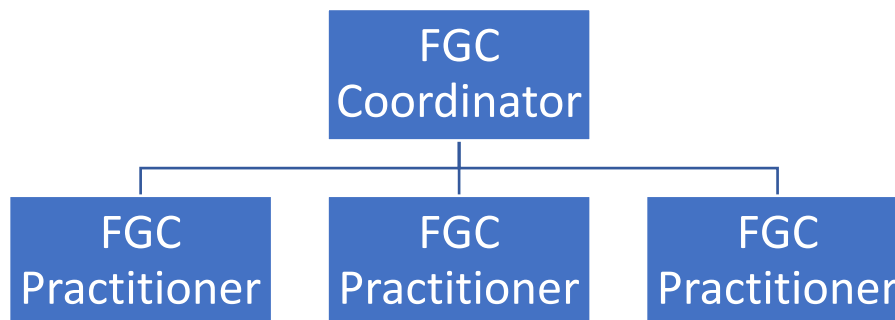 FGC
Coordinator
FGC
Practitioner
FGC
Practitioner
FGC
Practitioner